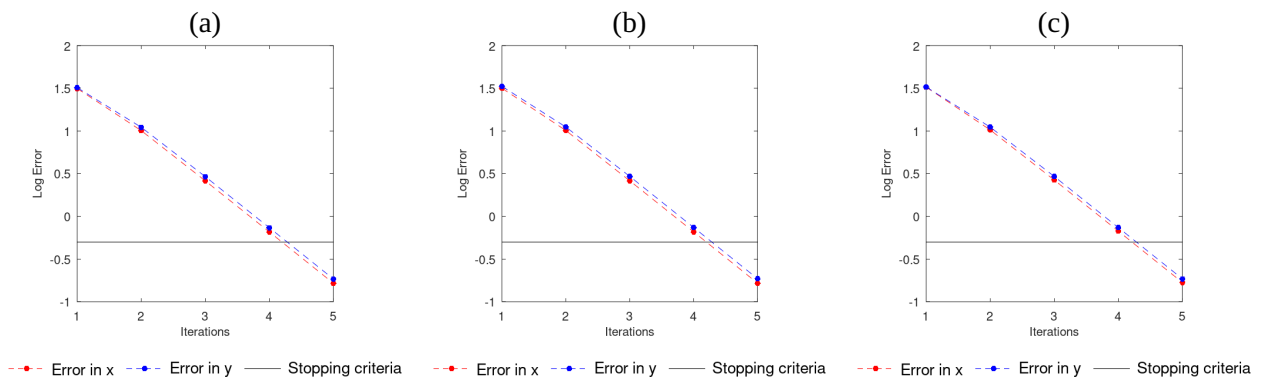 (a) (b) (c)
2 2 2
1.5 1.5 1.5
1 1 1
0.5 0.5 0.5
0 0 0
-0.5 -0.5 -0.5
-1 -1 -1
Log Error Log Error Log Error
1 2 3 4 5 1 2 3 4 5 1 2 3 4 5
Iterations Iterations Iterations
Error in x Error in y Stopping criteria Error in x Error in y Stopping criteria Error in x Error in y Stopping criteria